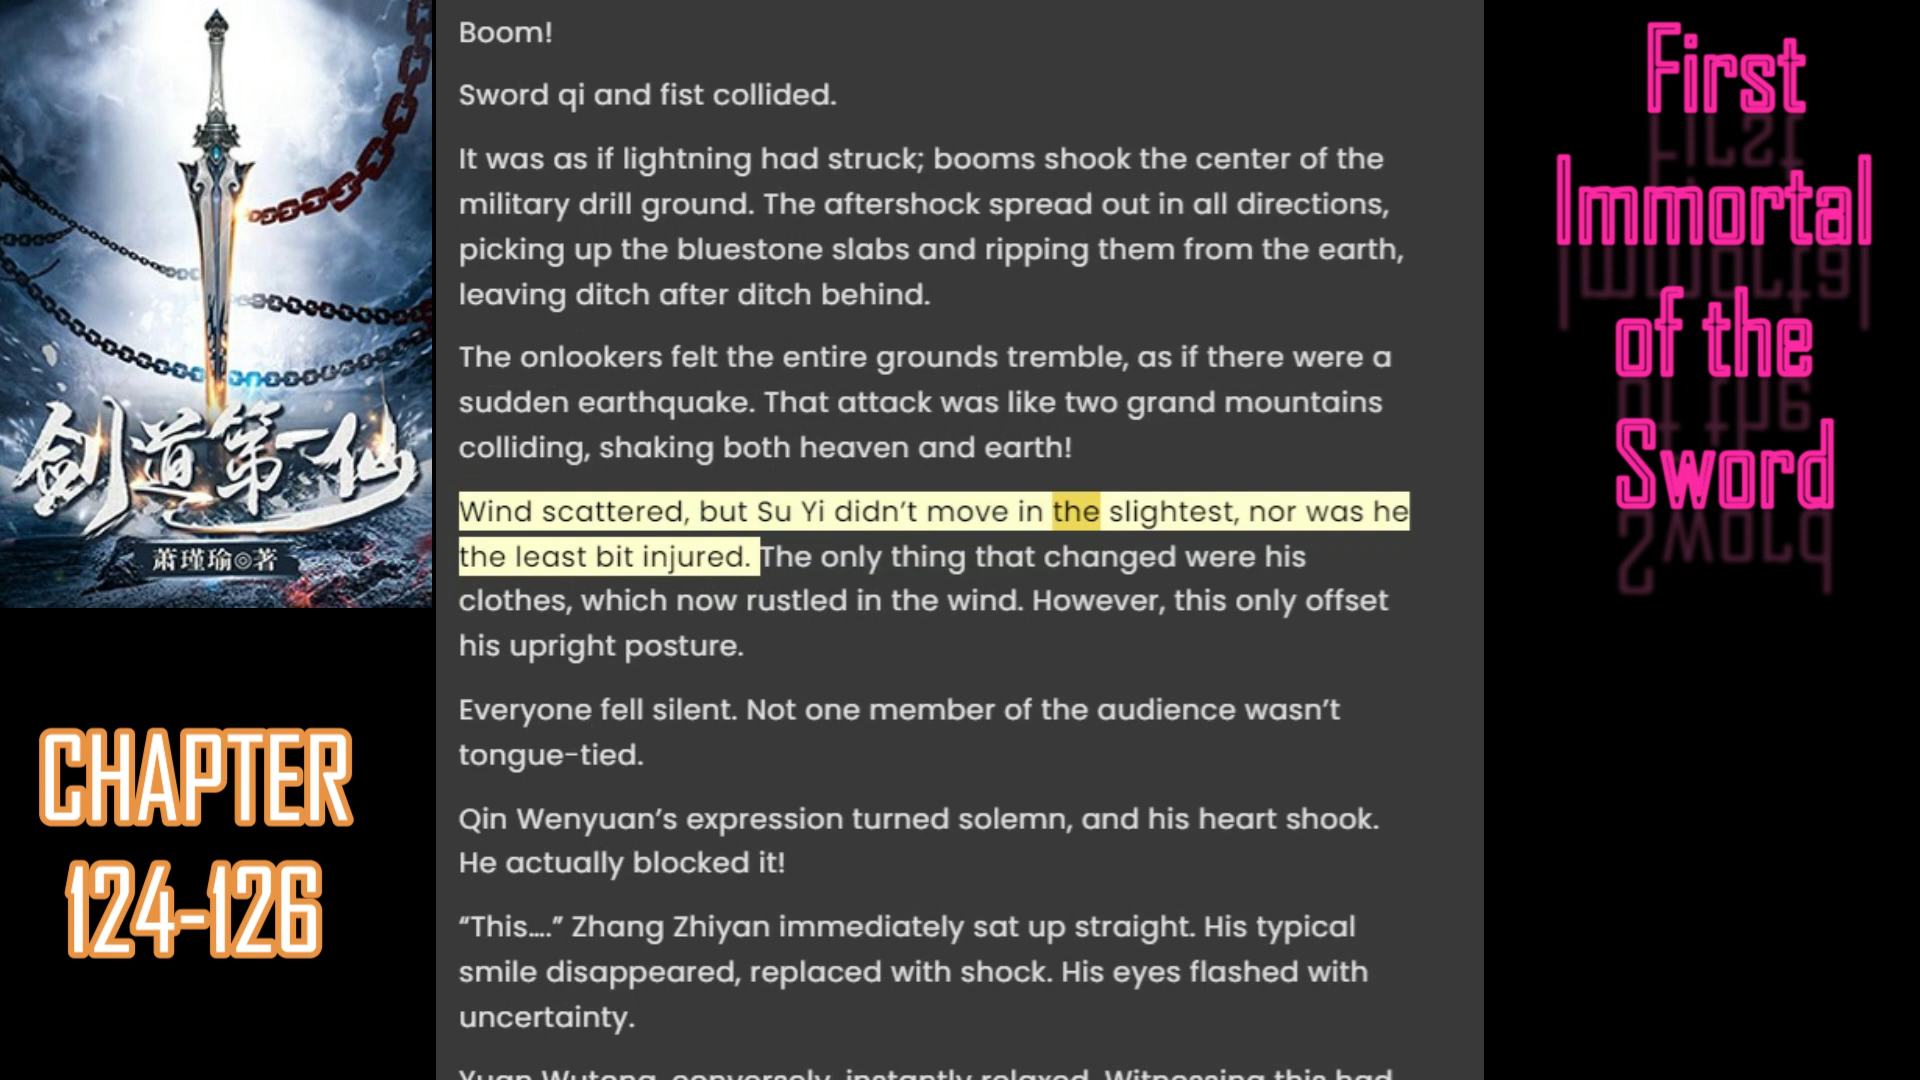 剑道第一仙
萧瑾瑜◎著
CHAPTER
124-126
Boom!
Sword qi and fist collided.
It was as if lightning had struck; booms shook the center of the
military drill ground. The aftershock spread out in all directions,
picking up the bluestone slabs and ripping them from the earth,
leaving ditch after ditch behind.
The onlookers felt the entire grounds tremble, as if there were a
sudden earthquake. That attack was like two grand mountains
colliding, shaking both heaven and earth!
Wind scattered, but Su Yi didn’t move in the slightest, nor was he
the least bit injured. The only thing that changed were his
clothes, which now rustled in the wind. However, this only offset
his upright posture.
Everyone fell silent. Not one member of the audience wasn’t
tongue-tied.
Qin Wenyuan’s expression turned solemn, and his heart shook.
He actually blocked it!
“This….” Zhang Zhiyan immediately sat up straight. His typical
smile disappeared, replaced with shock. His eyes flashed with
uncertainty.
Yuan Wutong, conversely, instantly relaxed. Witnessing this had
First
Immortal
of the
Sword